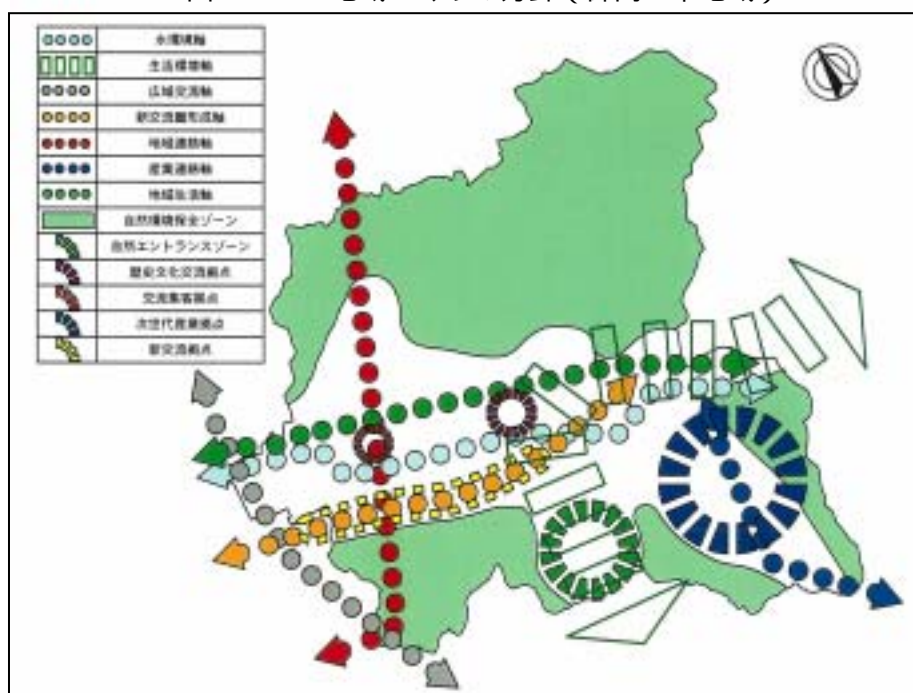 水環境軸
生活環境軸
広域交流軸
新交流圏形成軸
地域連携軸
産業連携軸
自然環境保全ゾーン
自然エントランスゾーン
歴史文化交流拠点
交流集客拠点
次世代産業拠点
新交流拠点